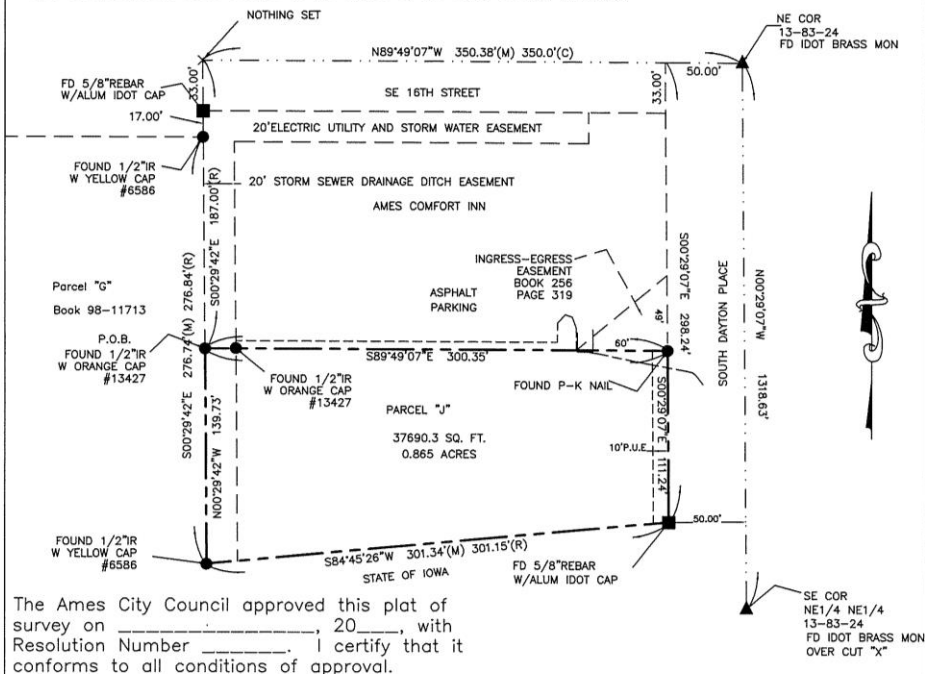 NOTHING SET
NE COR
13-83-24
FD IDOT BRASS MON
N89°49'07"W 350.38'(M) 350.0'(C)
50.00'
33.00'
33.00'
FD 5/8"REBAR
W/ALUM IDOT CAP
SE 16TH STREET
17.00'
20'ELECTRIC UTILITY AND STORM WATER EASEMENT
FOUND 1/2"IR
W YELLOW CAP
#6586
20' STORM SEWER DRAINAGE DITCH EASEMENT
AMES COMFORT INN
S00°29'42"E 187.00'(R)
S00°29'42"E 276.74'(M) 276.84'(R)
INGRESS-EGRESS
EASEMENT
BOOK 256
PAGE 319
S00°29'07"E 298.24'
SOUTH DAYTON PLACE
N00°29'07"W 1318.63'
Parcel "G"
Book 98-11713
ASPHALT
PARKING
49'
P.O.B.
FOUND 1/2"IR
W ORANGE CAP
#13427
60'
S89°49'07"E 300.35'
FOUND 1/2"IR
W ORANGE CAP
#13427
FOUND P-K NAIL
PARCEL "J"
37690.3 SQ. FT.
0.865 ACRES
N00°29'42"W 139.73'
S00°29'07"E 111.24'
10'P.U.E.
50.00'
FOUND 1/2"IR
W YELLOW CAP
#6586
S84°45'26"W 301.34'(M) 301.15'(R)
STATE OF IOWA
FD 5/8"REBAR
W/ALUM IDOT CAP
SE COR
NE1/4 NE1/4
13-83-24
FD IDOT BRASS MON
OVER CUT "X"
The Ames City Council approved this plat of
survey on ____________________, 20____, with
Resolution Number ________. I certify that it
conforms to all conditions of approval.